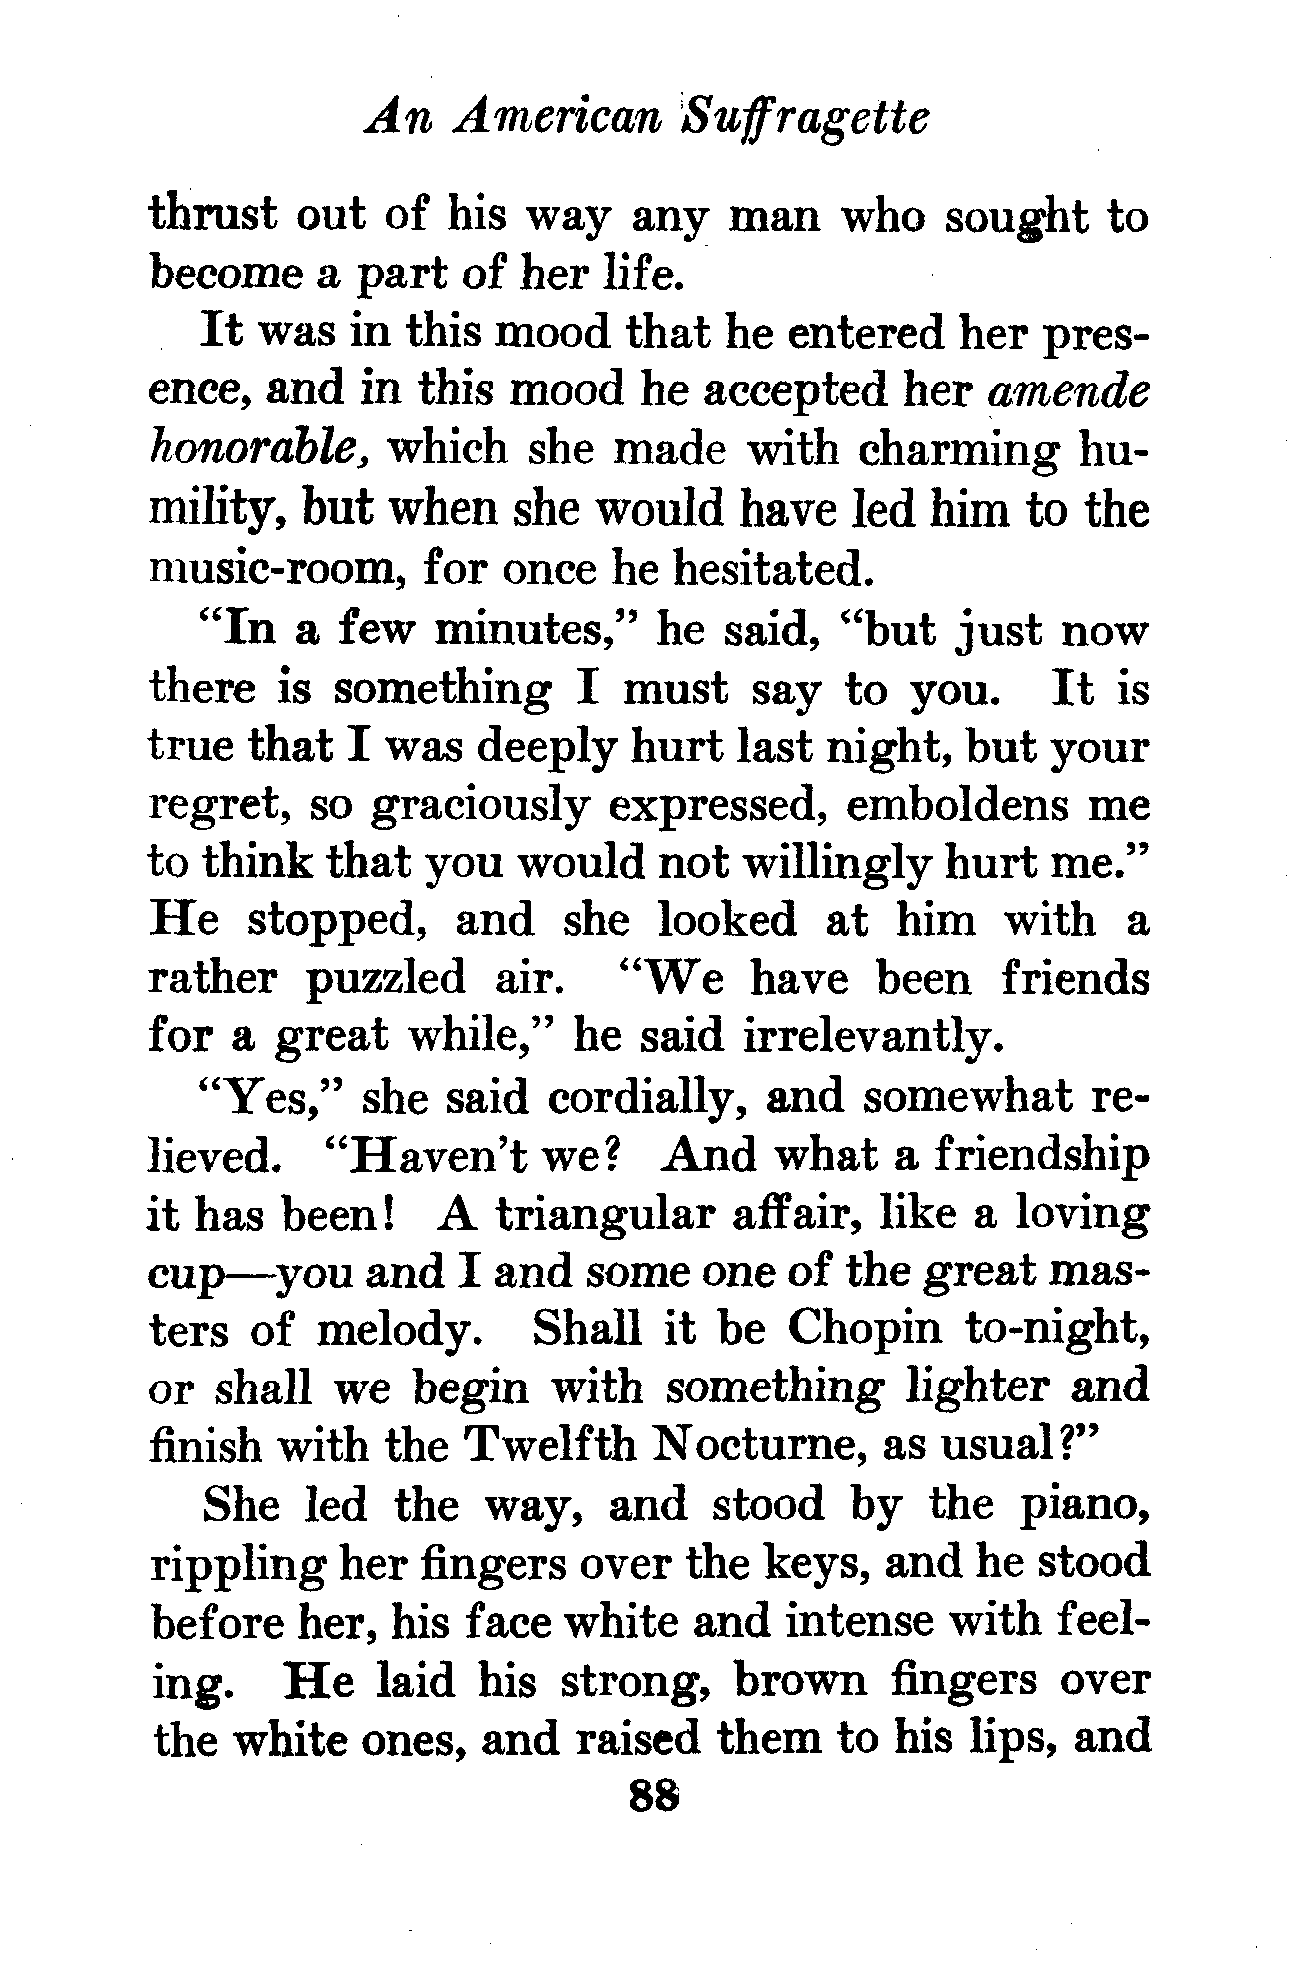 An American Suffragette
thrust out of his way any man who sought to
become a part of her life.
It was in this mood that he entered her pres-
ence, and in this mood he accepted her amende
honorable, which she made with charming hu-
mility, but when she would have led him to the
music-room, for once he hesitated.
“In a few minutes,” he said, “but just now
there is something I must say to you. It is
true that I was deeply hurt last night, but your
regret, so graciously expressed, emboldens me
to think that you would not willingly hurt me.”
He stopped, and she looked at him with a
rather puzzled air. “We have been friends
for a great while,” he said irrelevantly.
“Yes,” she said cordially, and somewhat re-
lieved. “Haven’t we? And what a friendship
it has been! A triangular affair, like a loving
cup—you and I and some one of the great mas-
ters of melody. Shall it be Chopin to-night,
or shall we begin with something lighter and
finish with the Twelfth Nocturne, as usual?”
She led the way, and stood by the piano,
rippling her fingers over the keys, and he stood
before her, his face white and intense with feel-
ing. He laid his strong, brown fingers over
the white ones, and raised them to his lips, and
88